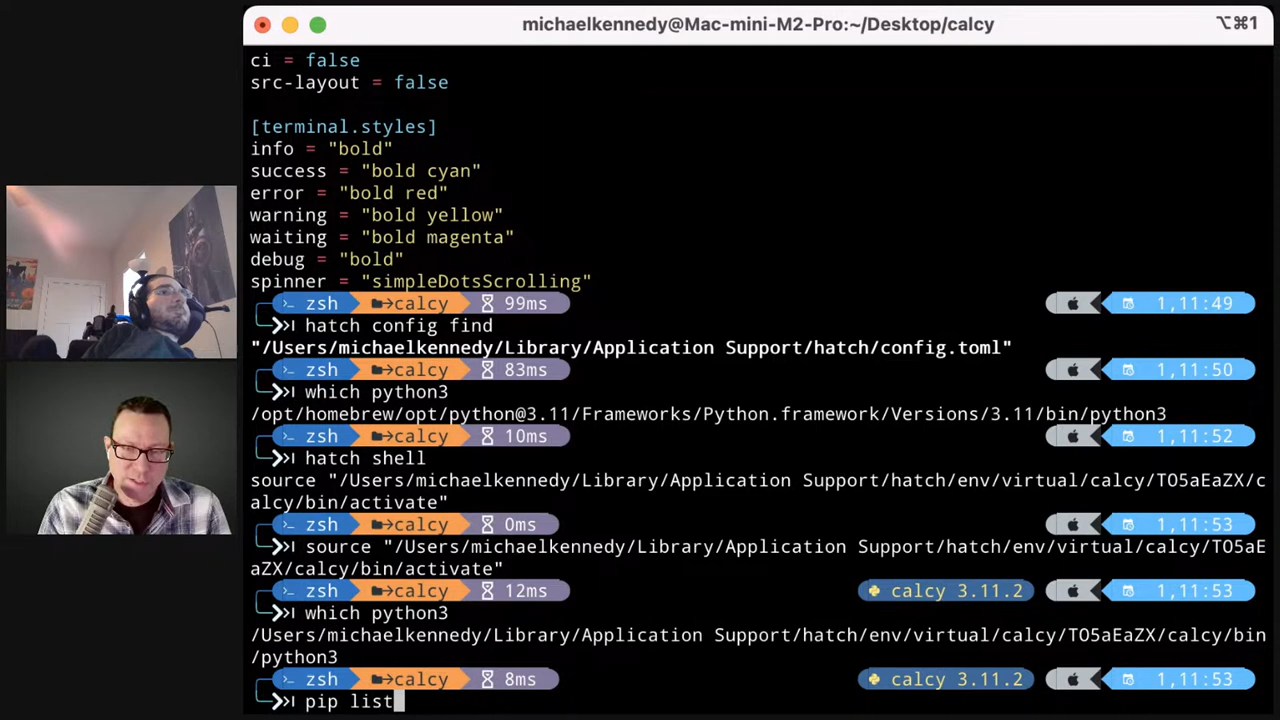 michaelkennedy@Mac-mini-M2-Pro:~/Desktop/calcy
⌥⌘1
ci = false
src-layout = false
[terminal.styles]
info = "bold"
success = "bold cyan"
error = "bold red"
warning = "bold yellow"
waiting = "bold magenta"
debug = "bold"
spinner = "simpleDotsScrolling"
zsh calcy 99ms 1,11:49
hatch config find
"/Users/michaelkennedy/Library/Application Support/hatch/config.toml"
zsh calcy 83ms 1,11:50
which python3
/opt/homebrew/opt/python@3.11/Frameworks/Python.framework/Versions/3.11/bin/python3
zsh calcy 10ms 1,11:52
hatch shell
source "/Users/michaelkennedy/Library/Application Support/hatch/env/virtual/calcy/TO5aEaZX/c
alcy/bin/activate"
zsh calcy 0ms 1,11:53
source "/Users/michaelkennedy/Library/Application Support/hatch/env/virtual/calcy/TO5aE
aZX/calcy/bin/activate"
zsh calcy 12ms calcy 3.11.2 1,11:53
which python3
/Users/michaelkennedy/Library/Application Support/hatch/env/virtual/calcy/TO5aEaZX/calcy/bin
/python3
zsh calcy 8ms calcy 3.11.2 1,11:53
pip list